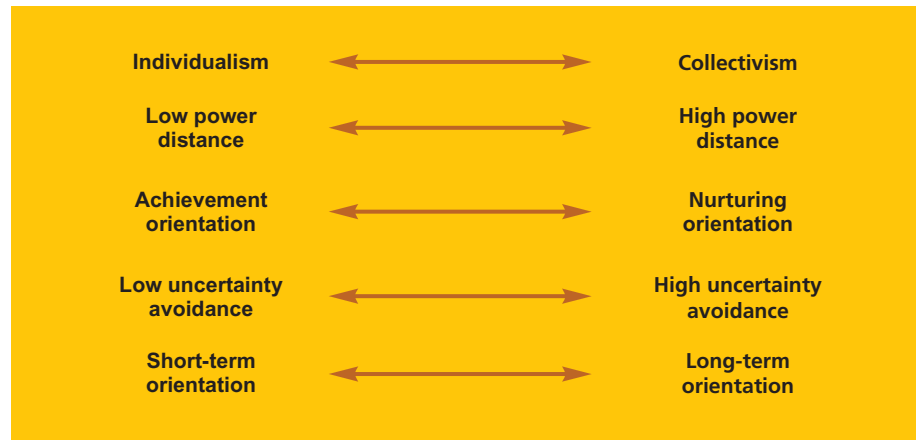 Individualism Collectivism
Low power High power
distance distance
Achievement Nurturing
orientation orientation
Low uncertainty High uncertainty
avoidance avoidance
Short-term Long-term
orientation orientation